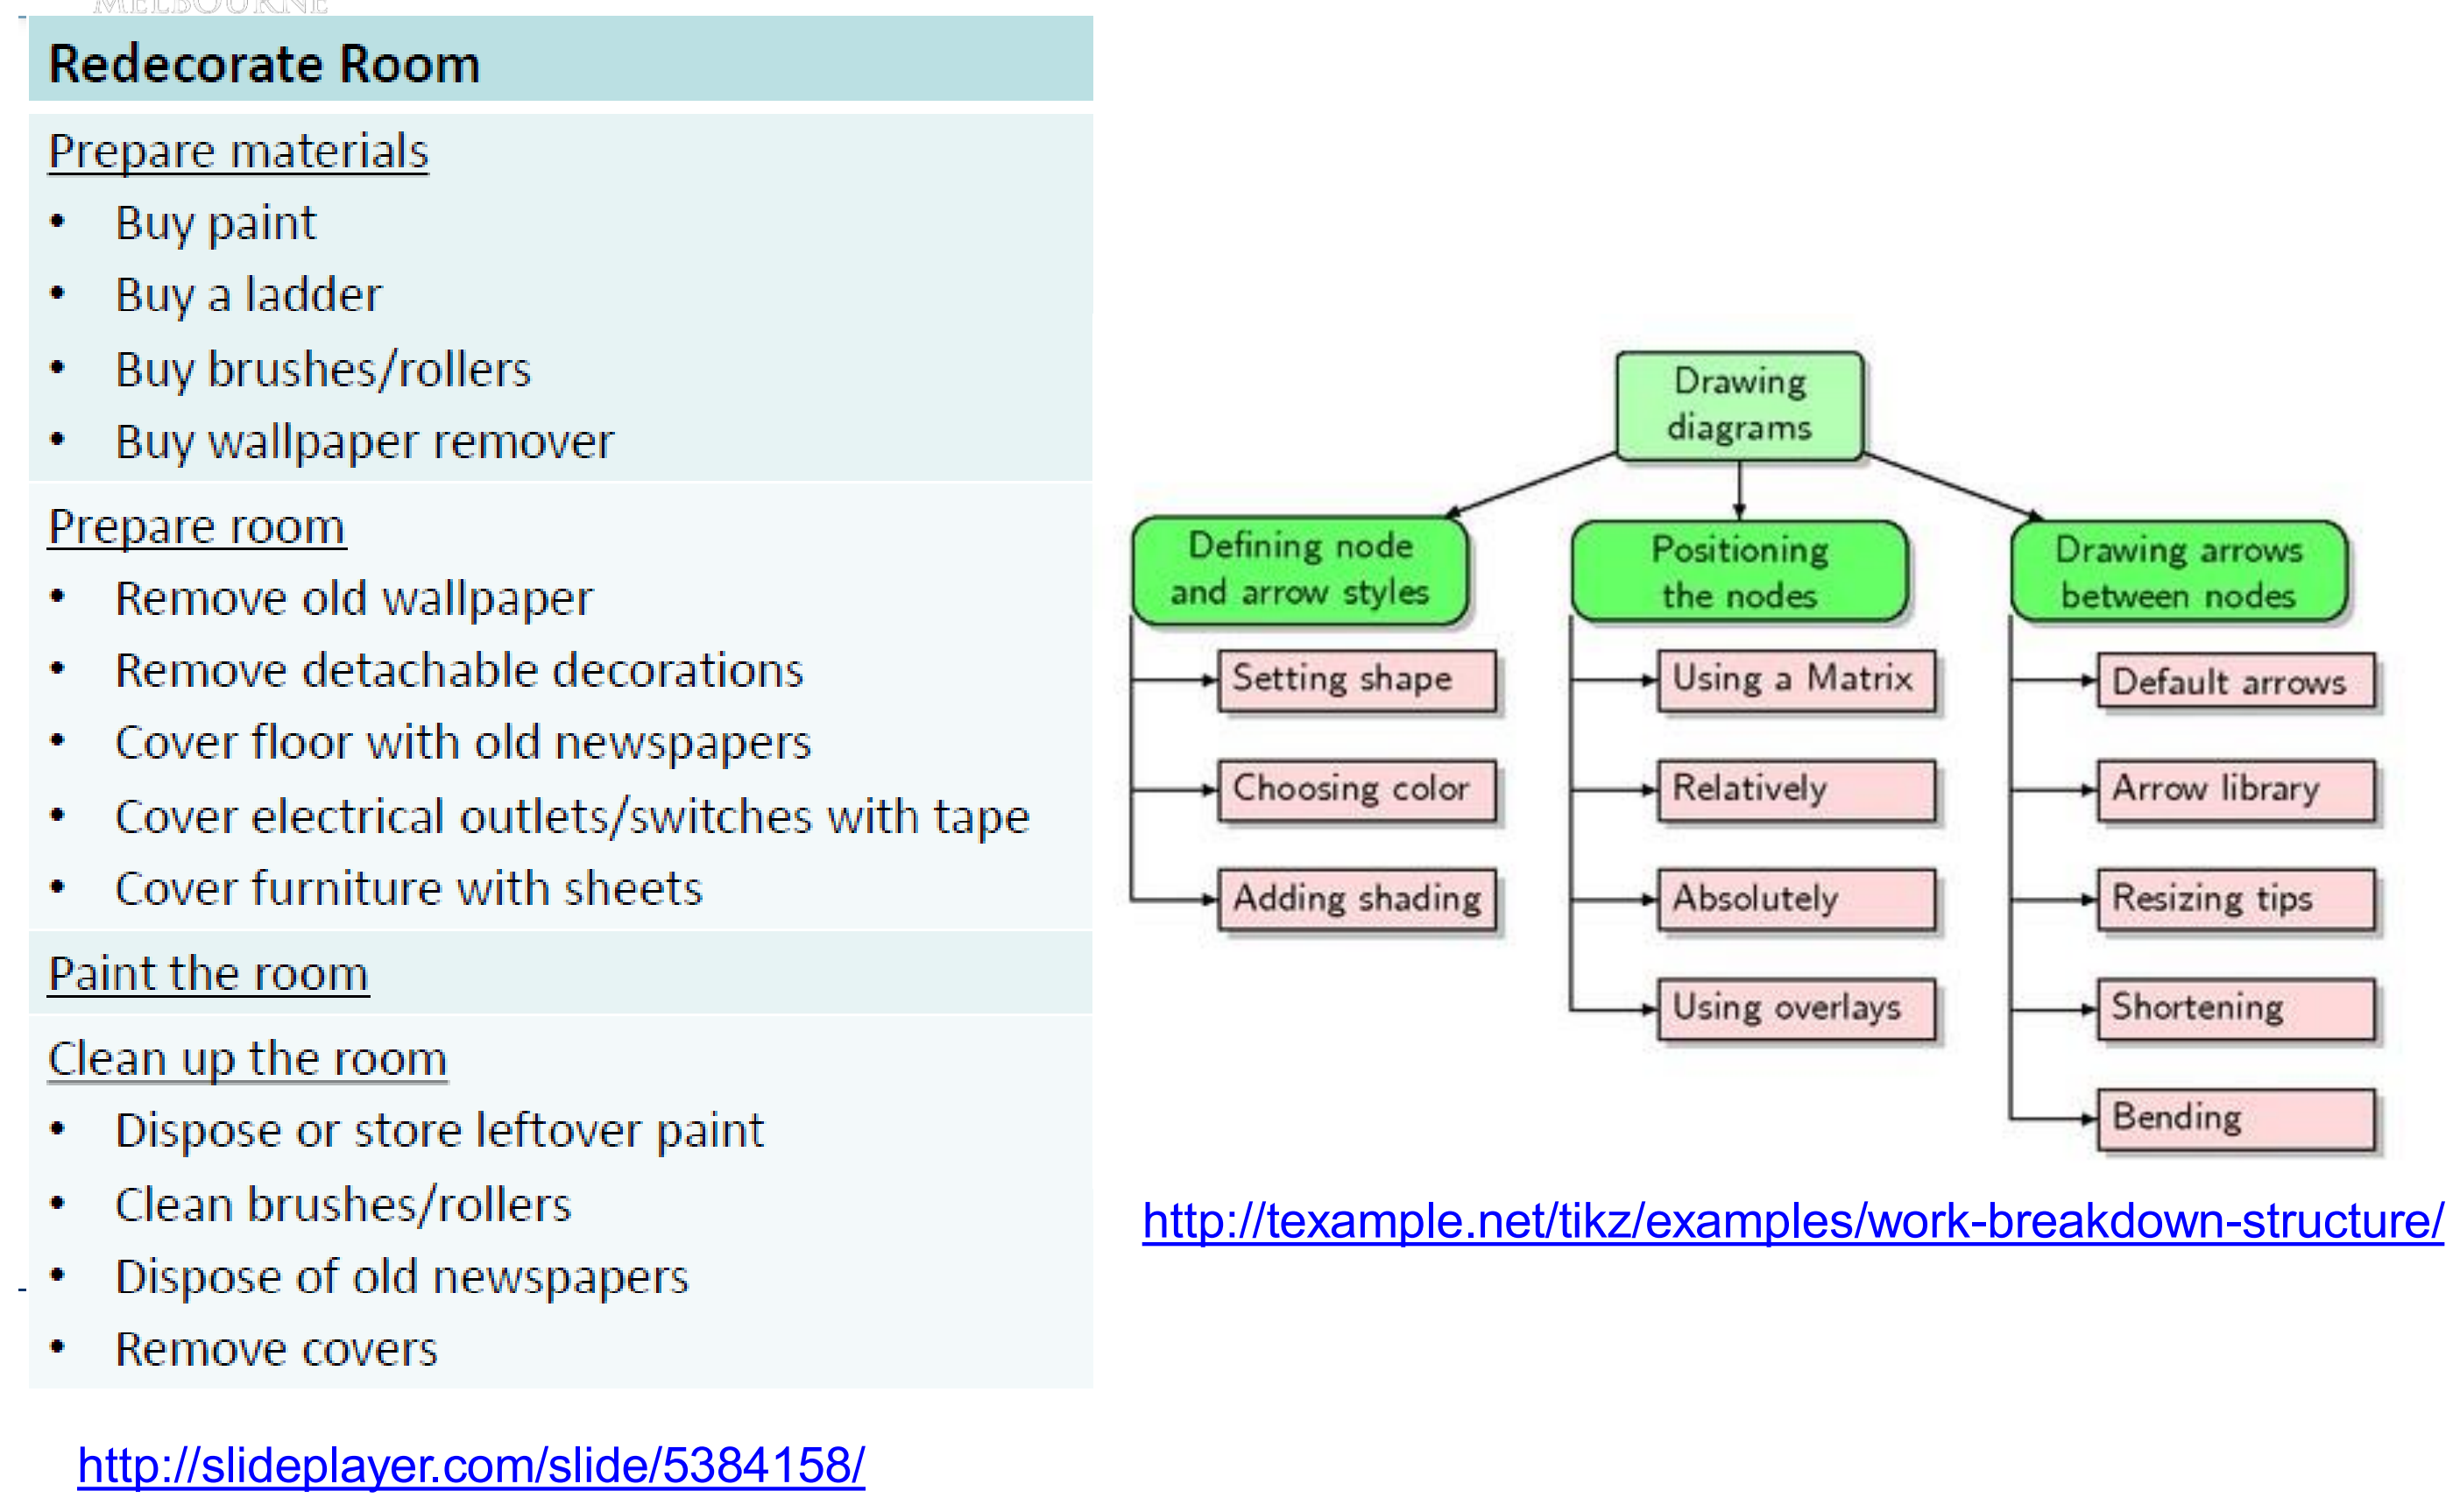 MELBOURNE
Redecorate Room
Prepare materials
• Buy paint
• Buy a ladder
• Buy brushes/rollers
• Buy wallpaper remover
Prepare room
• Remove old wallpaper
• Remove detachable decorations
• Cover floor with old newspapers
• Cover electrical outlets/switches with tape
• Cover furniture with sheets
Paint the room
Clean up the room
• Dispose or store leftover paint
• Clean brushes/rollers
• Dispose of old newspapers
• Remove covers
http://slideplayer.com/slide/5384158/
Drawing
diagrams
Defining node
and arrow styles
Setting shape
Choosing color
Adding shading
Positioning
the nodes
Using a Matrix
Relatively
Absolutely
Using overlays
Drawing arrows
between nodes
Default arrows
Arrow library
Resizing tips
Shortening
Bending
http://texample.net/tikz/examples/work-breakdown-structure/